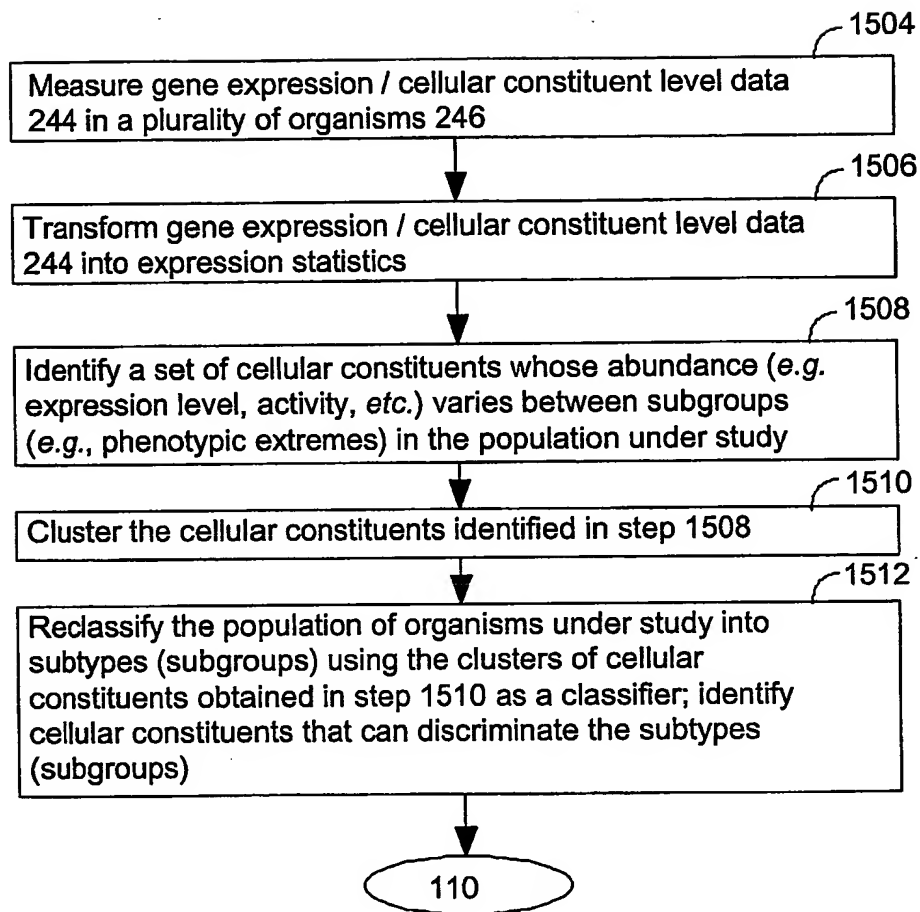 1504
Measure gene expression / cellular constituent level data
244 in a plurality of organisms 246
1506
Transform gene expression / cellular constituent level data
244 into expression statistics
1508
Identify a set of cellular constituents whose abundance (e.g.
expression level, activity, etc.) varies between subgroups
(e.g., phenotypic extremes) in the population under study
1510
Cluster the cellular constituents identified in step 1508
1512
Reclassify the population of organisms under study into
subtypes (subgroups) using the clusters of cellular
constituents obtained in step 1510 as a classifier; identify
cellular constituents that can discriminate the subtypes
(subgroups)
110